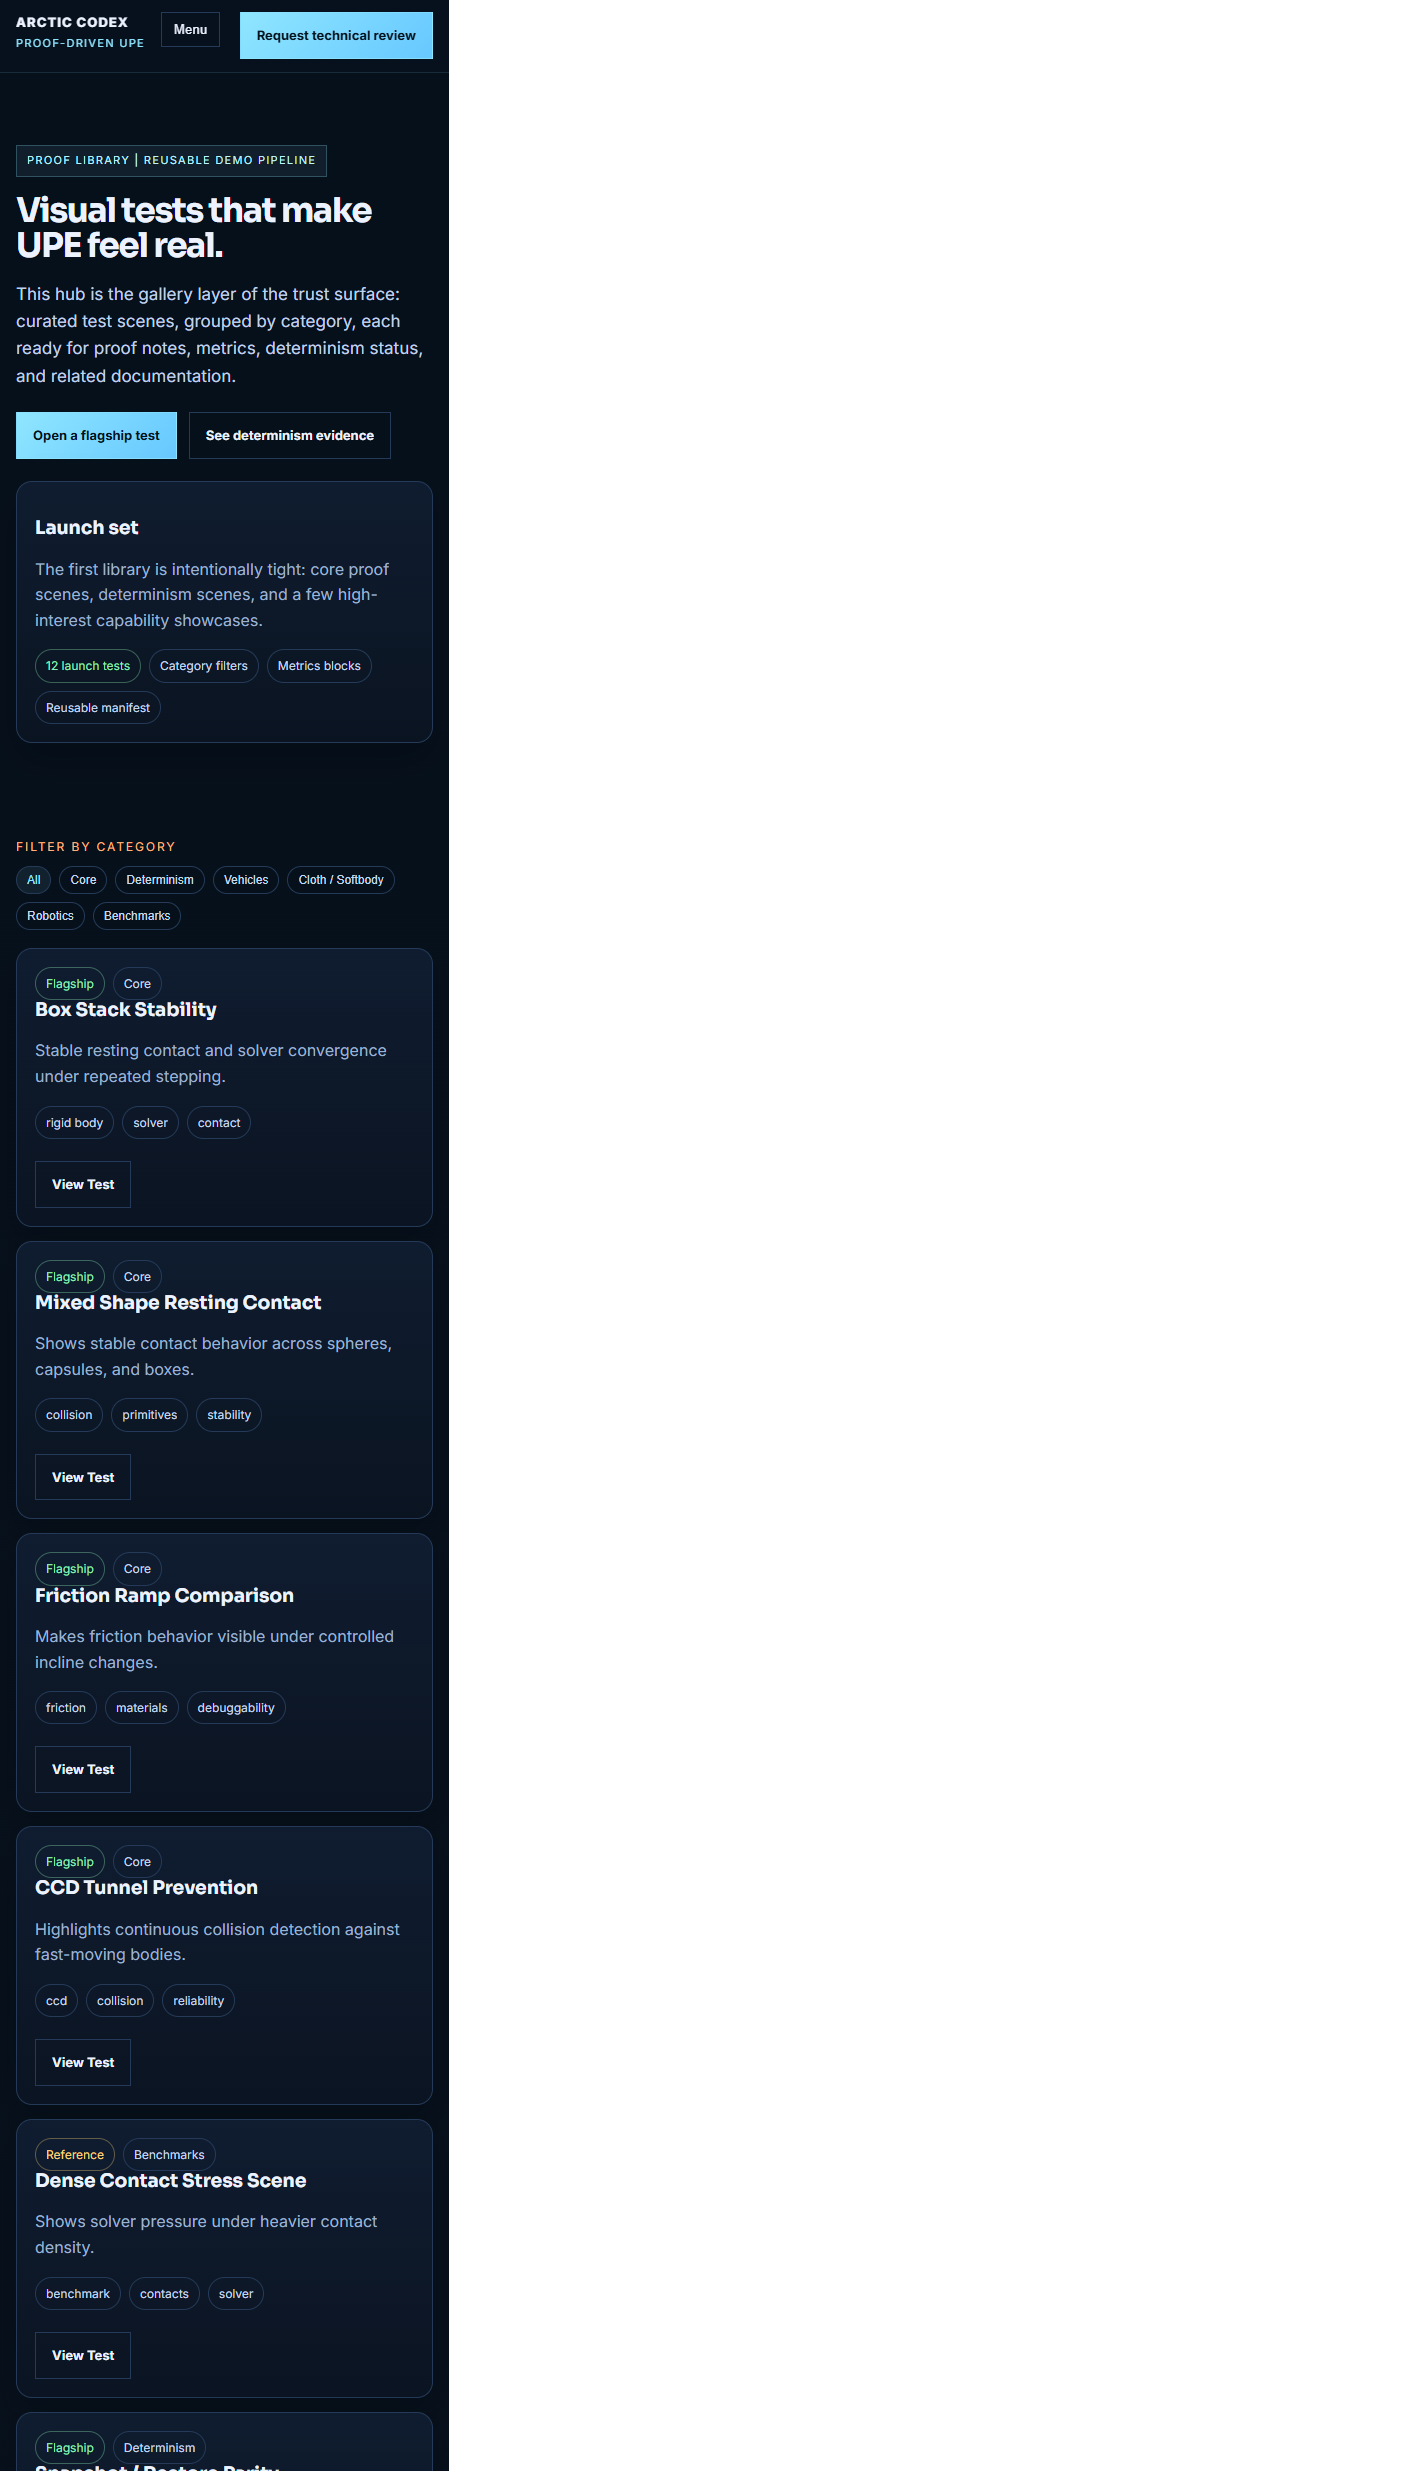 ARCTIC CODEX
PROOF-DRIVEN UPE
Menu
Request technical review
PROOF LIBRARY | REUSABLE DEMO PIPELINE
Visual tests that make
UPE feel real.
This hub is the gallery layer of the trust surface:
curated test scenes, grouped by category, each
ready for proof notes, metrics, determinism status,
and related documentation.
Open a flagship test
See determinism evidence
Launch set
The first library is intentionally tight: core proof
scenes, determinism scenes, and a few high-
interest capability showcases.
12 launch tests
Category filters
Metrics blocks
Reusable manifest
FILTER BY CATEGORY
All
Core
Determinism
Vehicles
Cloth / Softbody
Robotics
Benchmarks
Flagship
Core
Box Stack Stability
Stable resting contact and solver convergence
under repeated stepping.
rigid body
solver
contact
View Test
Flagship
Core
Mixed Shape Resting Contact
Shows stable contact behavior across spheres,
capsules, and boxes.
collision
primitives
stability
View Test
Flagship
Core
Friction Ramp Comparison
Makes friction behavior visible under controlled
incline changes.
friction
materials
debuggability
View Test
Flagship
Core
CCD Tunnel Prevention
Highlights continuous collision detection against
fast-moving bodies.
ccd
collision
reliability
View Test
Reference
Benchmarks
Dense Contact Stress Scene
Shows solver pressure under heavier contact
density.
benchmark
contacts
solver
View Test
Flagship
Determinism
Snapshot / Restore Parity